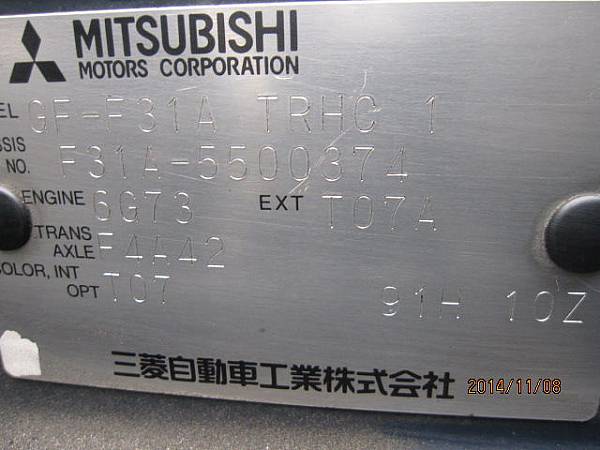 MITSUBISHI
MOTORS CORPORATION
EL GF-F31A TRHC 1
SSIS
NO. F31A-5500374
ENGINE 6G73 EXT T07A
TRANS
AXLE F4A42
COLOR, INT
OPT T07 91H 10Z
三菱自動車工業株式会社 2014/11/08